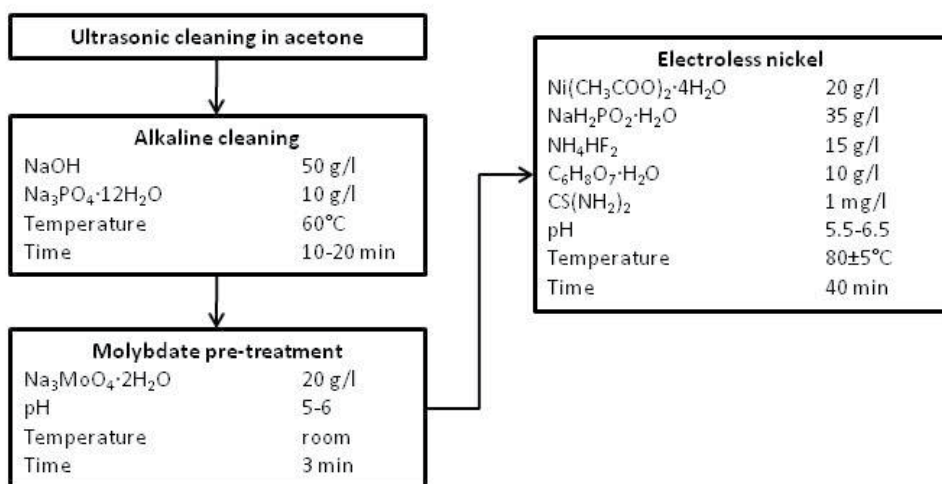 Ultrasonic cleaning in acetone
Alkaline cleaning
NaOH 50 g/l
Na₃PO₄·12H₂O 10 g/l
Temperature 60°C
Time 10-20 min
Molybdate pre-treatment
Na₃MoO₄·2H₂O 20 g/l
pH 5-6
Temperature room
Time 3 min
Electroless nickel
Ni(CH₃COO)₂·4H₂O 20 g/l
NaH₂PO₂·H₂O 35 g/l
NH₄HF₂ 15 g/l
C₆H₈O₇·H₂O 10 g/l
CS(NH₂)₂ 1 mg/l
pH 5.5-6.5
Temperature 80±5°C
Time 40 min